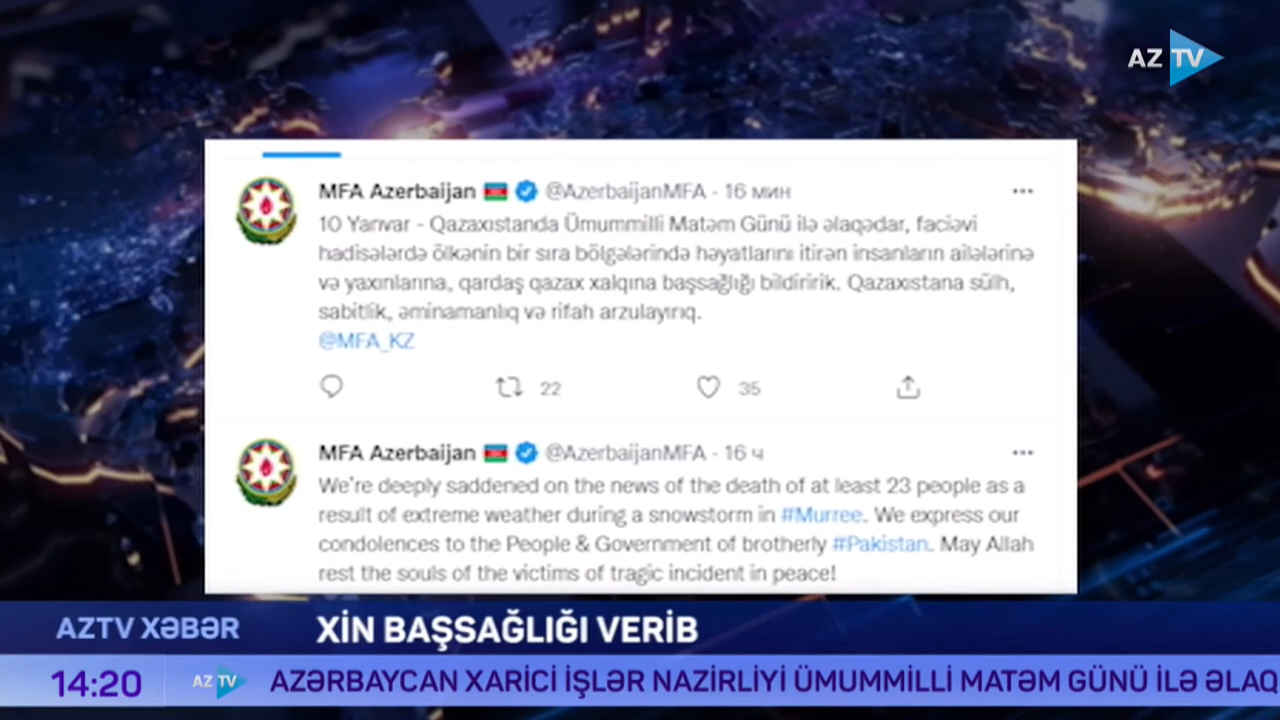 AZ TV
MFA Azerbaijan @AzerbaijanMFA - 16 мин
10 Yanvar - Qazaxıstanda Ümummilli Matəm Günü ilə əlaqədar, faciəvi
hadisələrdə ölkənin bir sıra bölgələrində həyatlarını itirən insanların ailələrinə
və yaxınlarına, qardaş qazax xalqına başsağlığı bildiririk. Qazaxıstana sülh,
sabitlik, əminamanlıq və rifah arzulayırıq.
@MFA_KZ
22 35
MFA Azerbaijan @AzerbaijanMFA - 16 ч
We're deeply saddened on the news of the death of at least 23 people as a
result of extreme weather during a snowstorm in #Murree. We express our
condolences to the People & Government of brotherly #Pakistan. May Allah
rest the souls of the victims of tragic incident in peace!
AZTV XƏBƏR XİN BAŞSAĞLIĞI VERİB
14:20 AZ TV AZƏRBAYCAN XARİCİ İŞLƏR NAZİRLİYİ ÜMUMMİLLİ MATƏM GÜNÜ İLƏ ƏLAQ